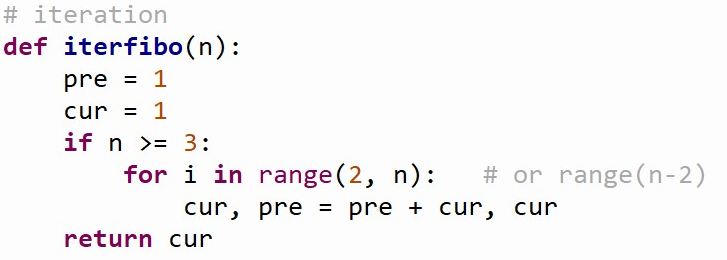 # iteration
def iterfibo(n):
    pre = 1
    cur = 1
    if n >= 3:
        for i in range(2, n):   # or range(n-2)
            cur, pre = pre + cur, cur
    return cur